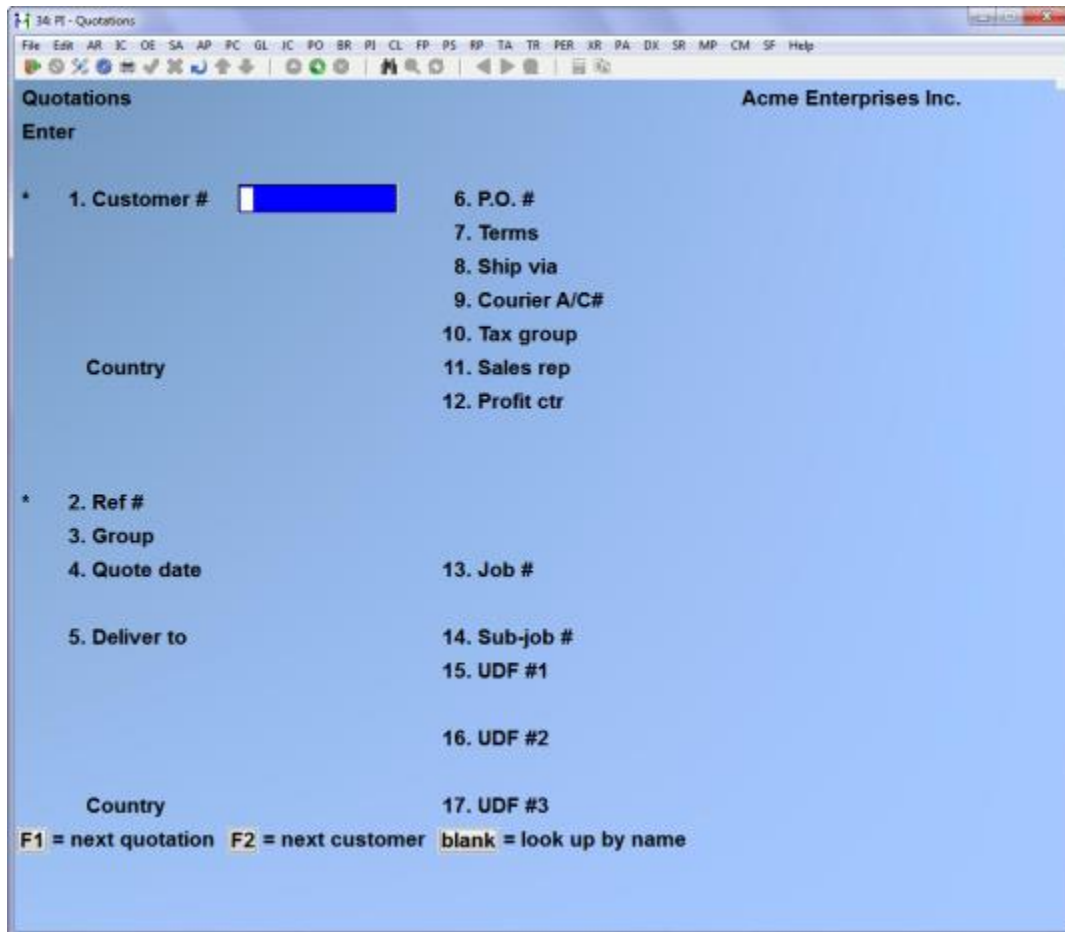 34: PI - Quotations
File Edit AR IC OE SA AP PC GL JC PO BR PI CL FP PS RP TA TR PER XR PA DX SR MP CM SF Help
Quotations Acme Enterprises Inc.
Enter
* 1. Customer # 6. P.O. #
7. Terms
8. Ship via
9. Courier A/C#
10. Tax group
Country 11. Sales rep
12. Profit ctr
* 2. Ref #
3. Group
4. Quote date 13. Job #
5. Deliver to 14. Sub-job #
15. UDF #1
16. UDF #2
Country 17. UDF #3
F1 = next quotation F2 = next customer blank = look up by name